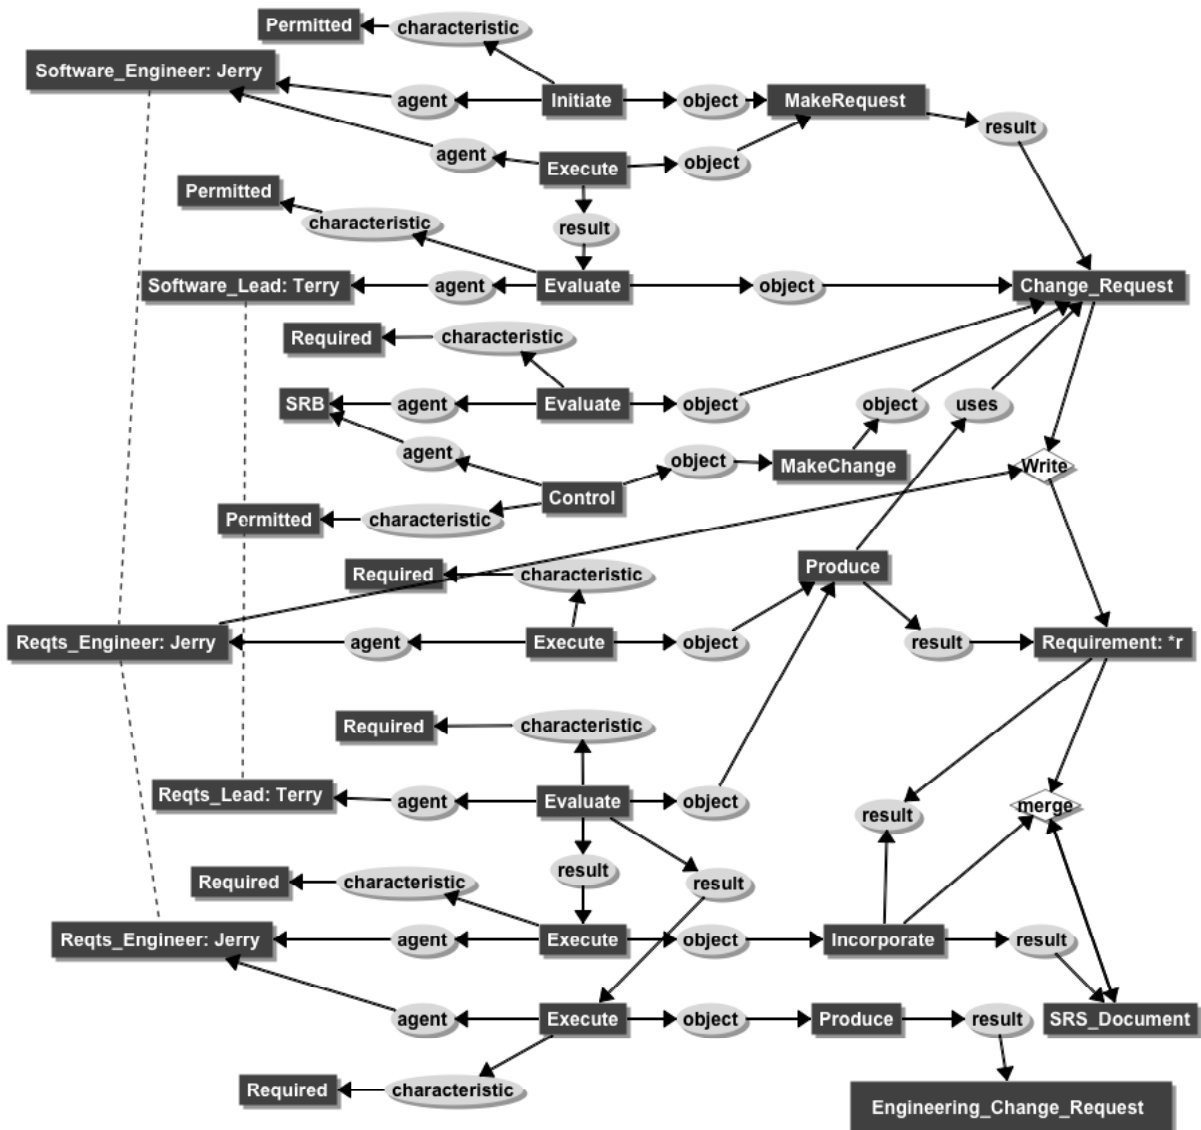 Permitted
characteristic
Software_Engineer: Jerry
agent
Initiate
object
MakeRequest
result
agent
Execute
object
Permitted
characteristic
result
Software_Lead: Terry
agent
Evaluate
object
Change_Request
Required
characteristic
SRB
agent
Evaluate
object
object
uses
agent
object
MakeChange
Write
Control
Permitted
characteristic
Required
characteristic
Produce
Reqts_Engineer: Jerry
agent
Execute
object
result
Requirement: *r
Required
characteristic
Reqts_Lead: Terry
agent
Evaluate
object
result
merge
Required
characteristic
result
result
Reqts_Engineer: Jerry
agent
Execute
object
Incorporate
result
agent
Execute
object
Produce
result
SRS_Document
Required
characteristic
Engineering_Change_Request